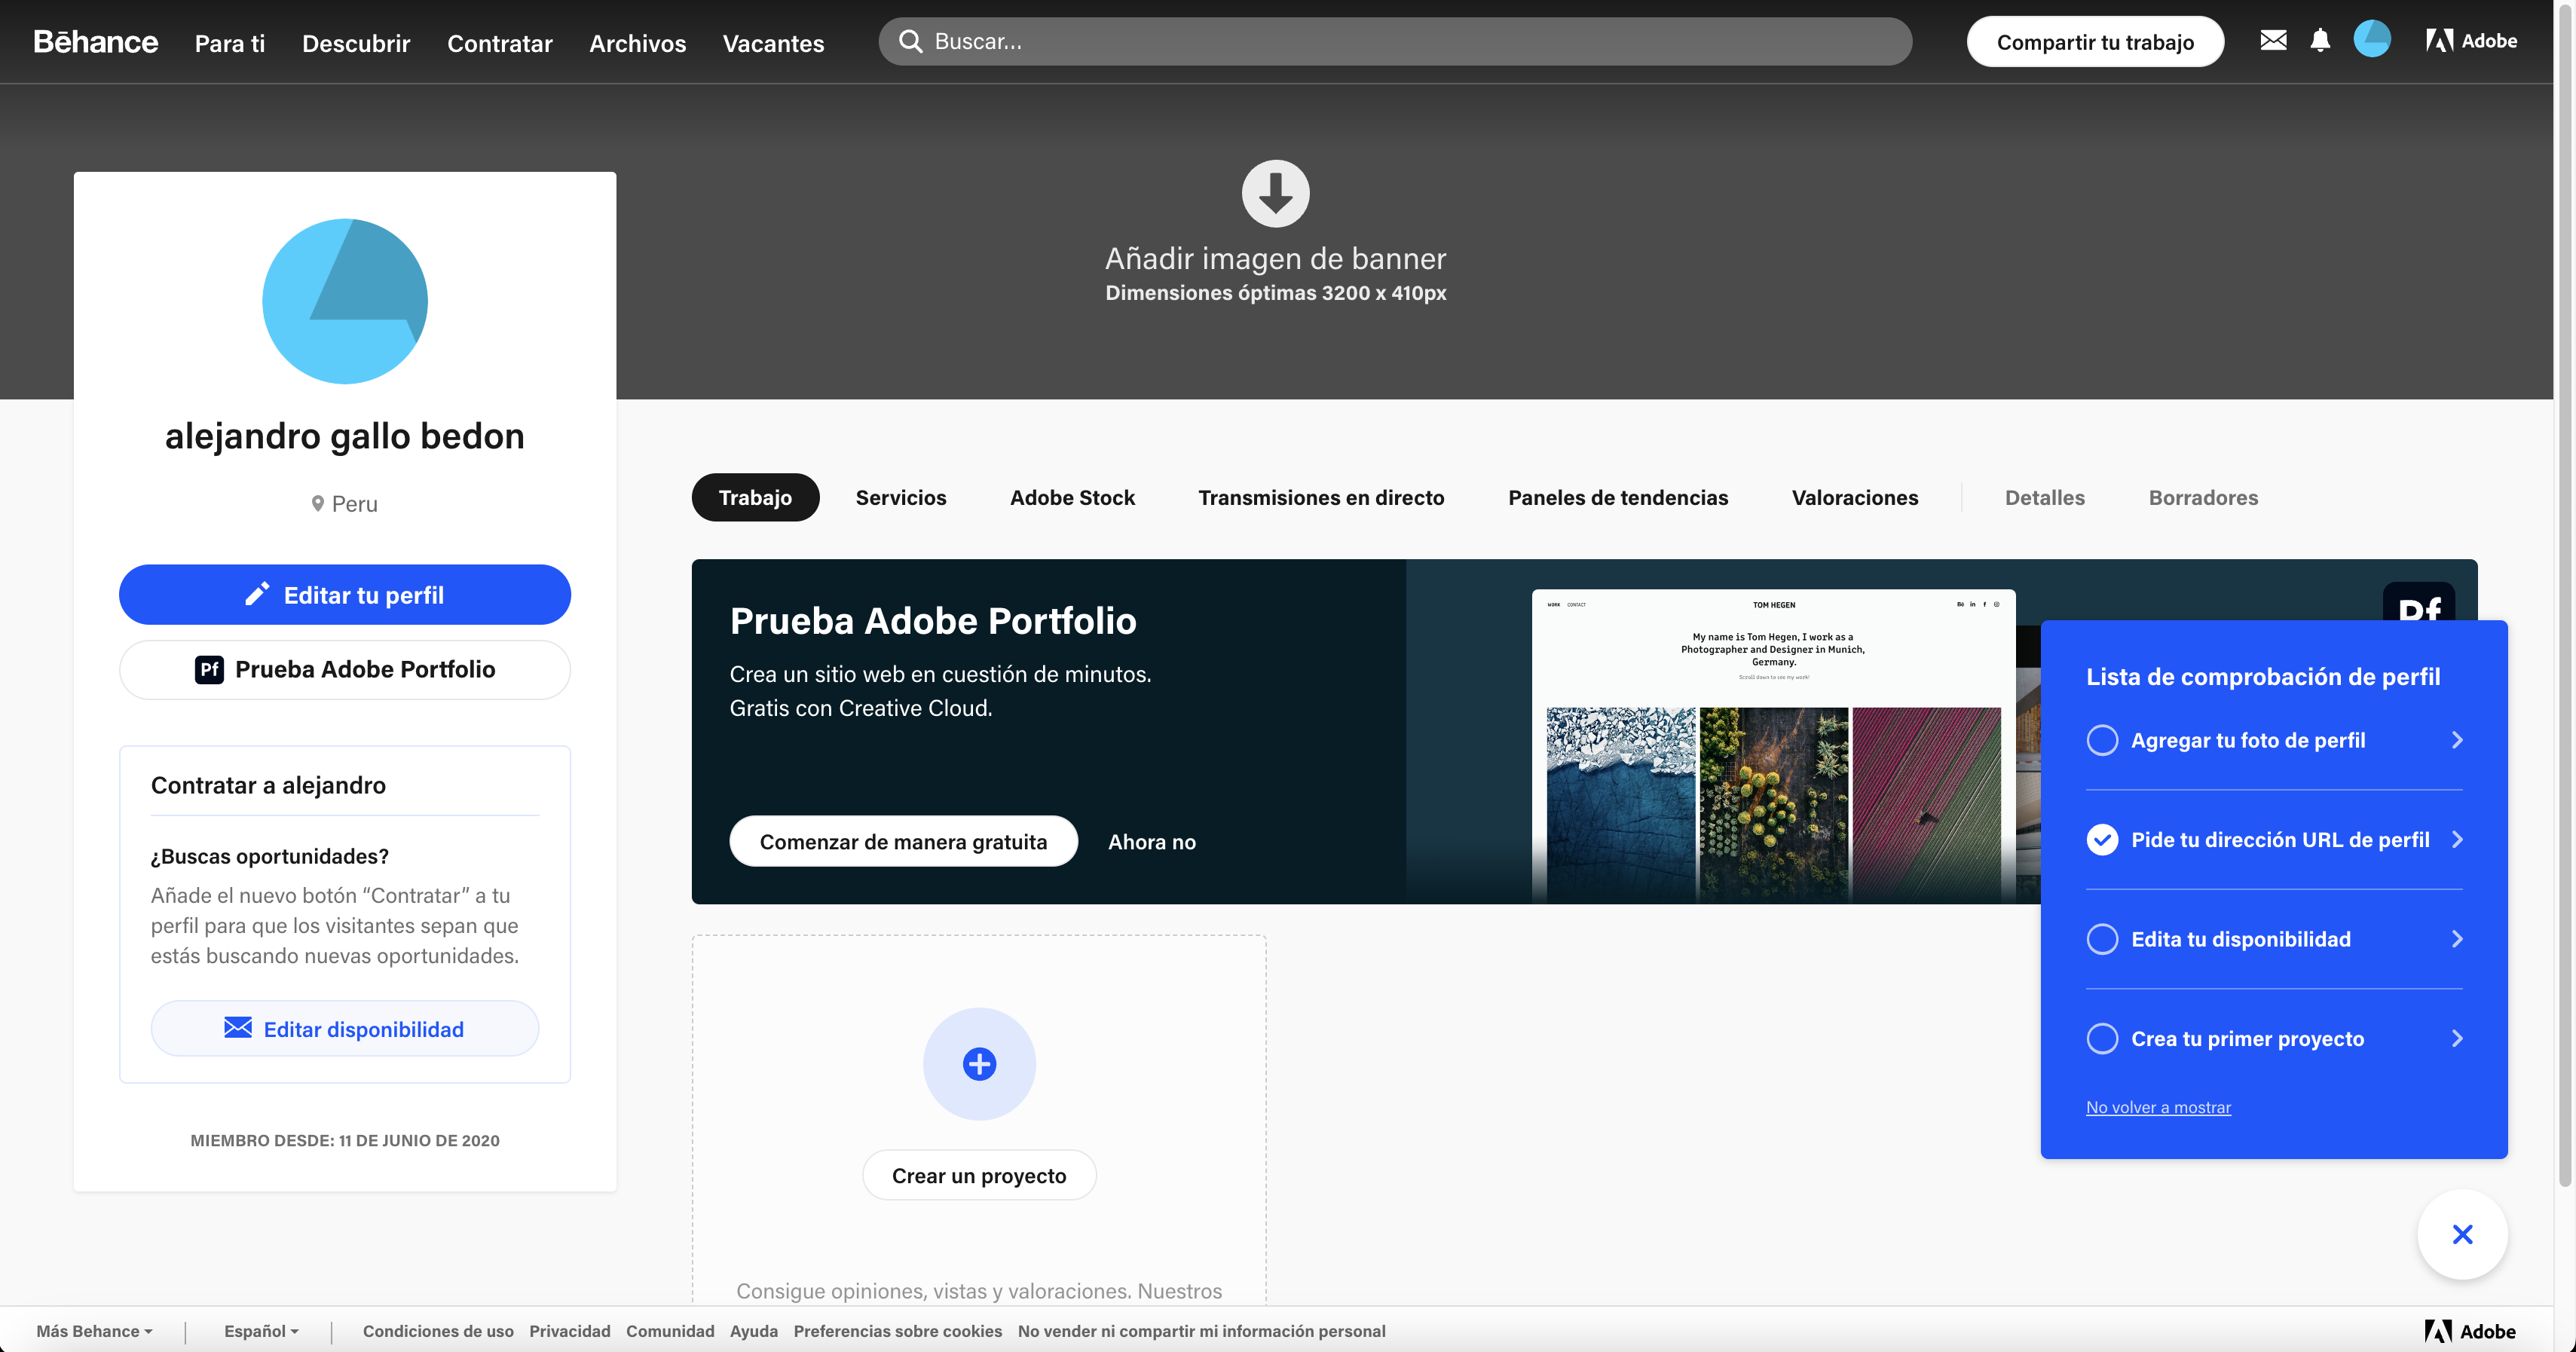 Bēhance
Para ti
Descubrir
Contratar
Archivos
Vacantes
Buscar...
Compartir tu trabajo
Adobe
Añadir imagen de banner
Dimensiones óptimas 3200 x 410px
alejandro gallo bedon
Peru
Editar tu perfil
Pf Prueba Adobe Portfolio
Contratar a alejandro
¿Buscas oportunidades?
Añade el nuevo botón “Contratar” a tu
perfil para que los visitantes sepan que
estás buscando nuevas oportunidades.
Editar disponibilidad
MIEMBRO DESDE: 11 DE JUNIO DE 2020
Trabajo
Servicios
Adobe Stock
Transmisiones en directo
Paneles de tendencias
Valoraciones
Detalles
Borradores
Prueba Adobe Portfolio
Crea un sitio web en cuestión de minutos.
Gratis con Creative Cloud.
Comenzar de manera gratuita
Ahora no
WORK CONTACT
TOM HEGEN
Bē in f
My name is Tom Hegen, I work as a
Photographer and Designer in Munich,
Germany.
Scroll down to see my work!
Pf
Lista de comprobación de perfil
Agregar tu foto de perfil
Pide tu dirección URL de perfil
Edita tu disponibilidad
Crea tu primer proyecto
No volver a mostrar
Crear un proyecto
Consigue opiniones, vistas y valoraciones. Nuestros
Más Behance
Español
Condiciones de uso
Privacidad
Comunidad
Ayuda
Preferencias sobre cookies
No vender ni compartir mi información personal
Adobe